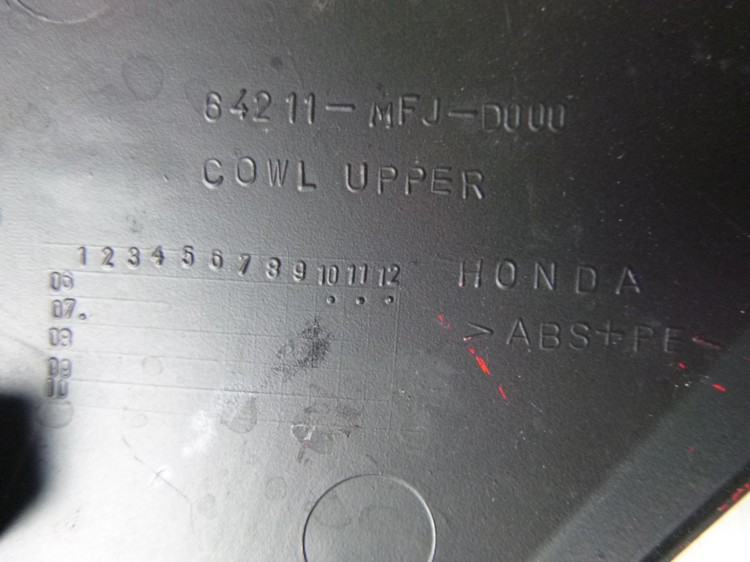 64211-MFJ-D000
COWL UPPER
1 2 3 4 5 6 7 8 9 10 11 12
06
07.
08
09
10
HONDA
>ABS+PE